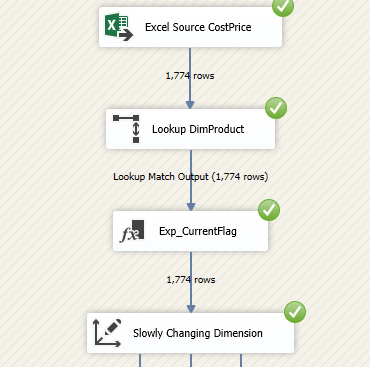 Excel Source CostPrice
1,774 rows
Lookup DimProduct
Lookup Match Output (1,774 rows)
fx
Exp_CurrentFlag
1,774 rows
Slowly Changing Dimension